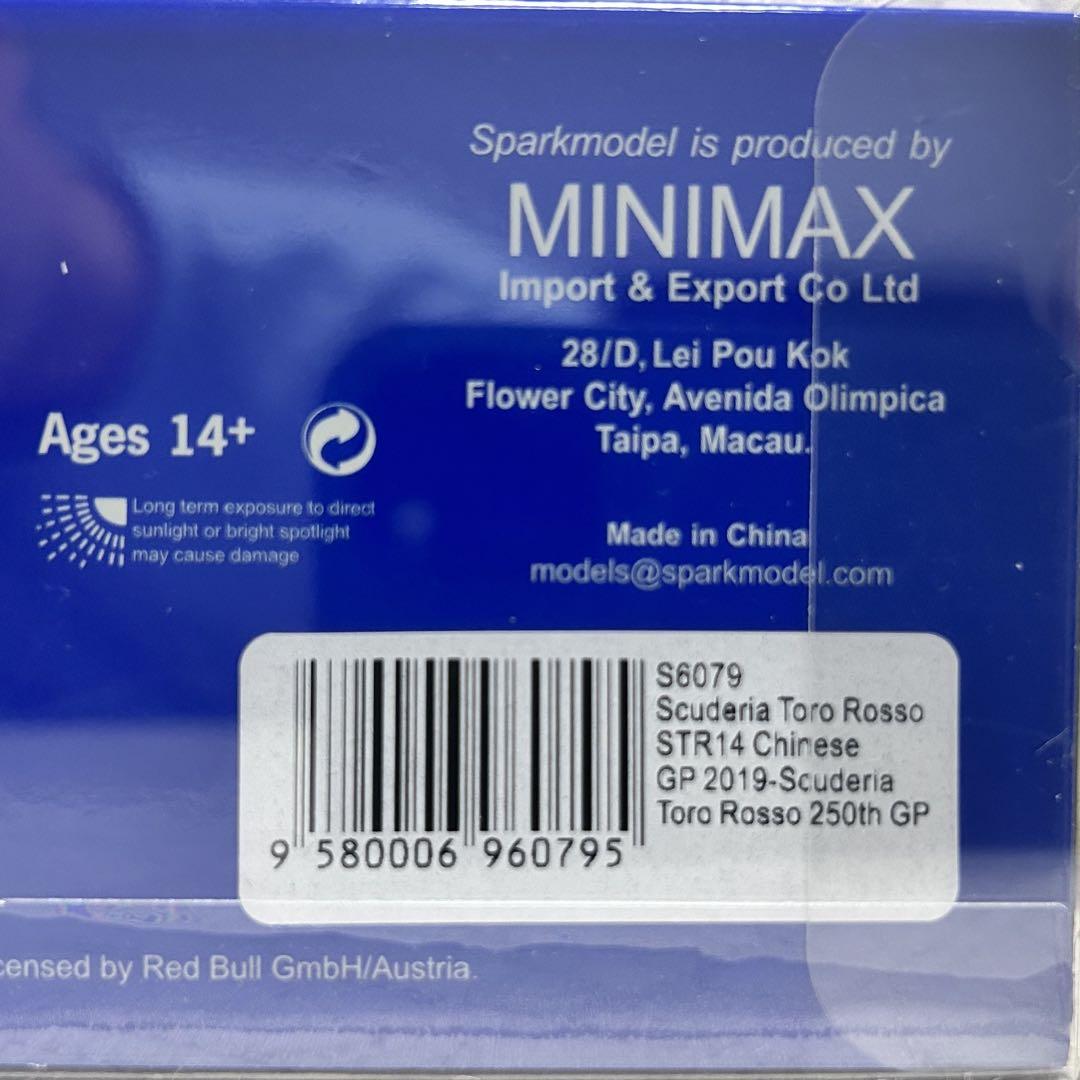 Sparkmodel is produced by
MINIMAX
Import & Export Co Ltd
28/D, Lei Pou Kok
Flower City, Avenida Olimpica
Taipa, Macau.
Ages 14+
Long term exposure to direct
sunlight or bright spotlight
may cause damage
Made in China
models@sparkmodel.com
S6079
Scuderia Toro Rosso
STR14 Chinese
GP 2019-Scuderia
Toro Rosso 250th GP
9 580006 960795
censed by Red Bull GmbH/Austria.